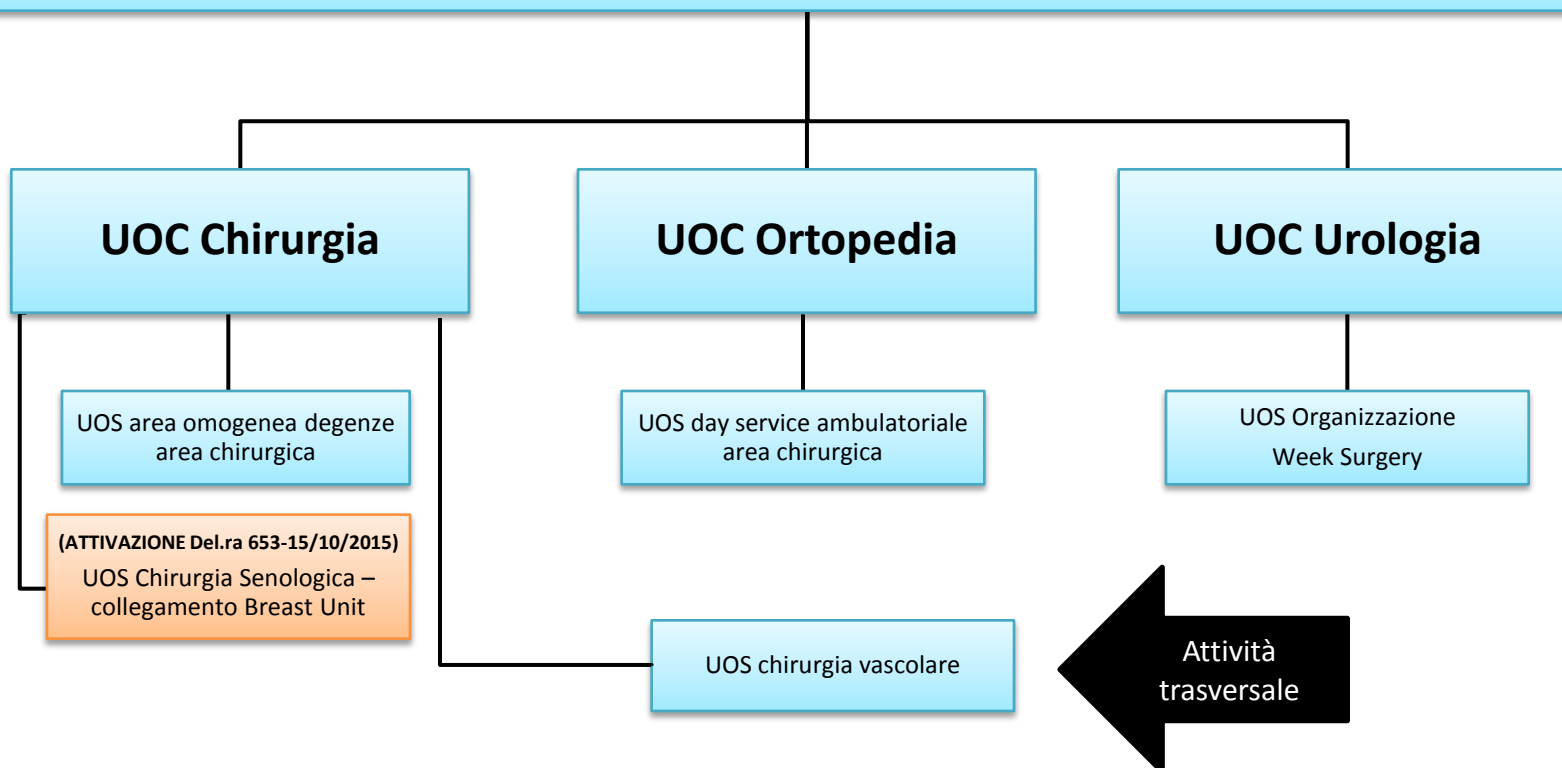 UOC Chirurgia
UOC Ortopedia
UOC Urologia
UOS area omogenea degenze
area chirurgica
UOS day service ambulatoriale
area chirurgica
UOS Organizzazione
Week Surgery
(ATTIVAZIONE Del.ra 653-15/10/2015)
UOS Chirurgia Senologica –
collegamento Breast Unit
UOS chirurgia vascolare
Attività
trasversale